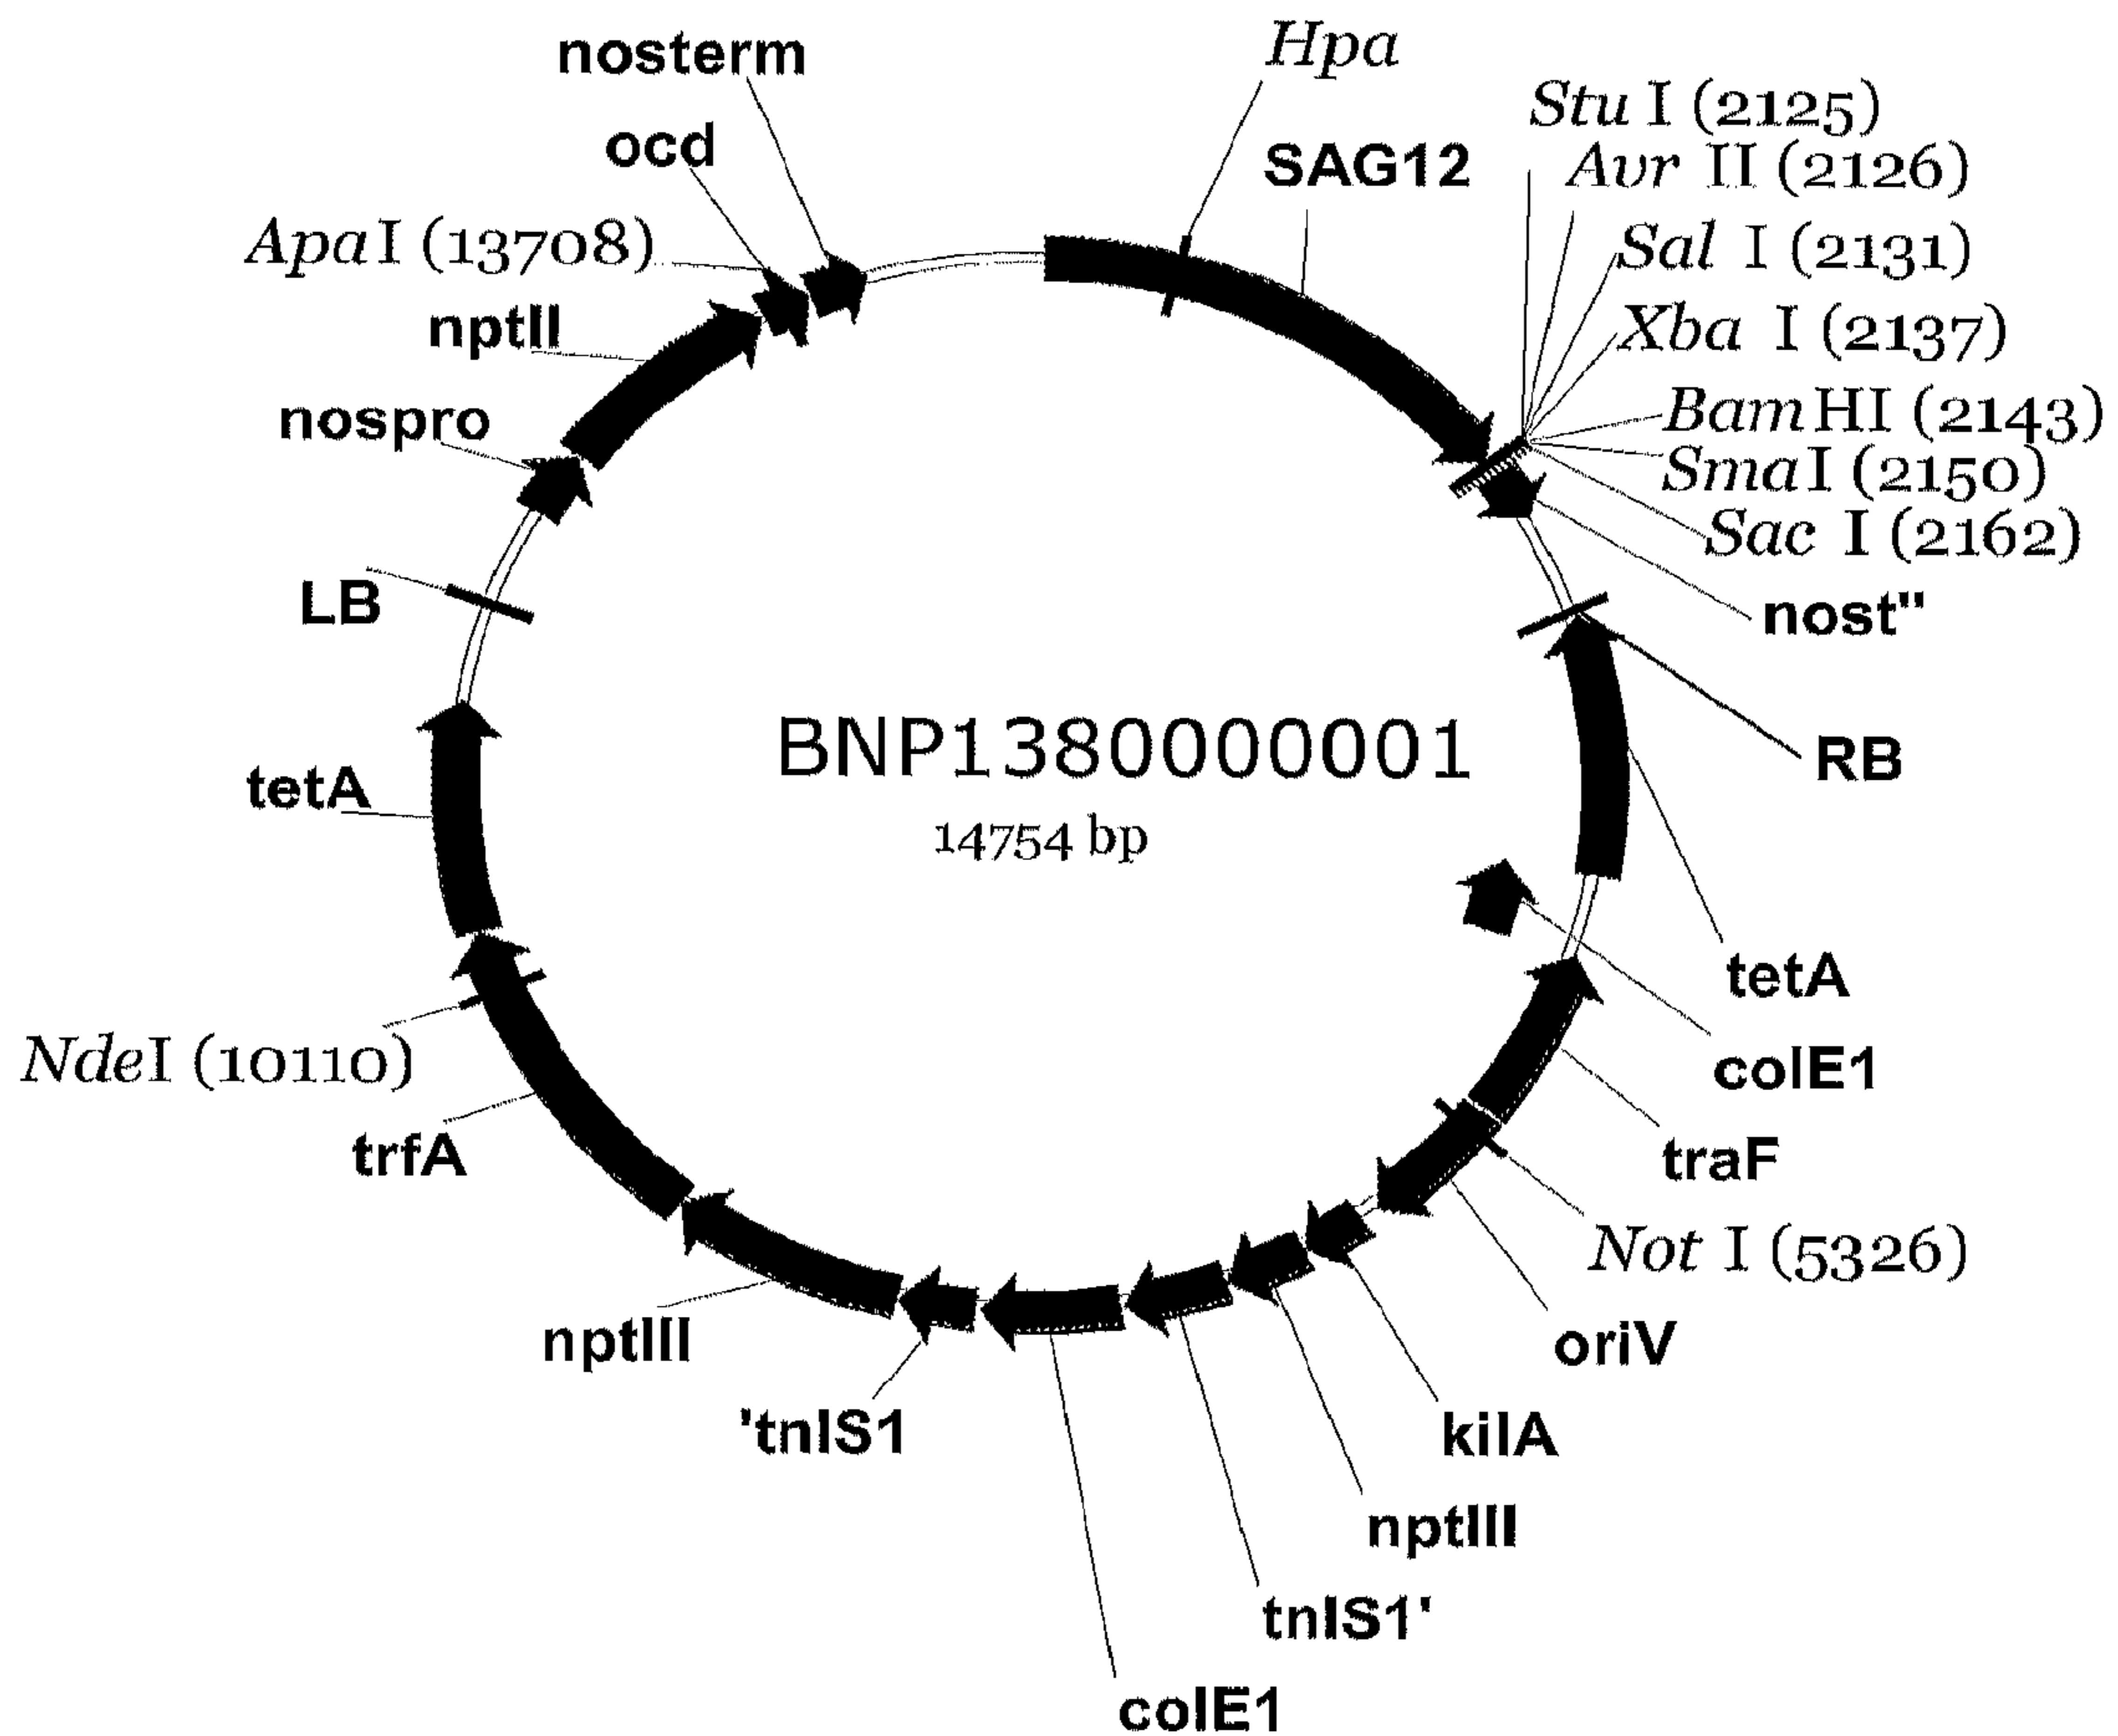 nosterm
Hpa
ocd
SAG12
Stu I (2125)
Avr II (2126)
ApaI (13708)
Sal I (2131)
nptII
Xba I (2137)
nospro
BamHI (2143)
SmaI (2150)
Sac I (2162)
LB
nost"
BNP1380000001
14754 bp
RB
tetA
tetA
colE1
NdeI (10110)
trfA
traF
Not I (5326)
nptIII
oriV
'tnIS1
kilA
nptIII
tnIS1'
colE1